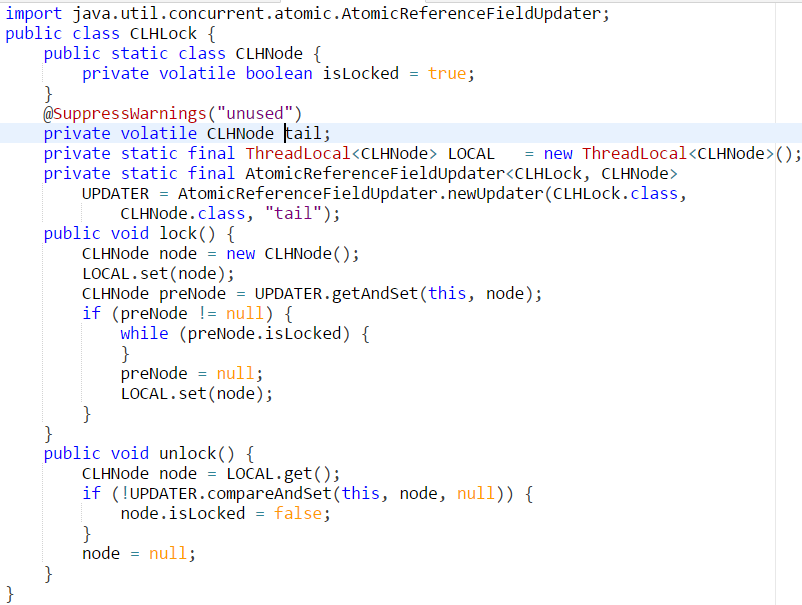 import java.util.concurrent.atomic.AtomicReferenceFieldUpdater;
public class CLHLock {
    public static class CLHNode {
        private volatile boolean isLocked = true;
    }
    @SuppressWarnings("unused")
    private volatile CLHNode tail;
    private static final ThreadLocal<CLHNode> LOCAL   = new ThreadLocal<CLHNode>();
    private static final AtomicReferenceFieldUpdater<CLHLock, CLHNode>
        UPDATER = AtomicReferenceFieldUpdater.newUpdater(CLHLock.class,
            CLHNode.class, "tail");
    public void lock() {
        CLHNode node = new CLHNode();
        LOCAL.set(node);
        CLHNode preNode = UPDATER.getAndSet(this, node);
        if (preNode != null) {
            while (preNode.isLocked) {
            }
            preNode = null;
            LOCAL.set(node);
        }
    }
    public void unlock() {
        CLHNode node = LOCAL.get();
        if (!UPDATER.compareAndSet(this, node, null)) {
            node.isLocked = false;
        }
        node = null;
    }
}